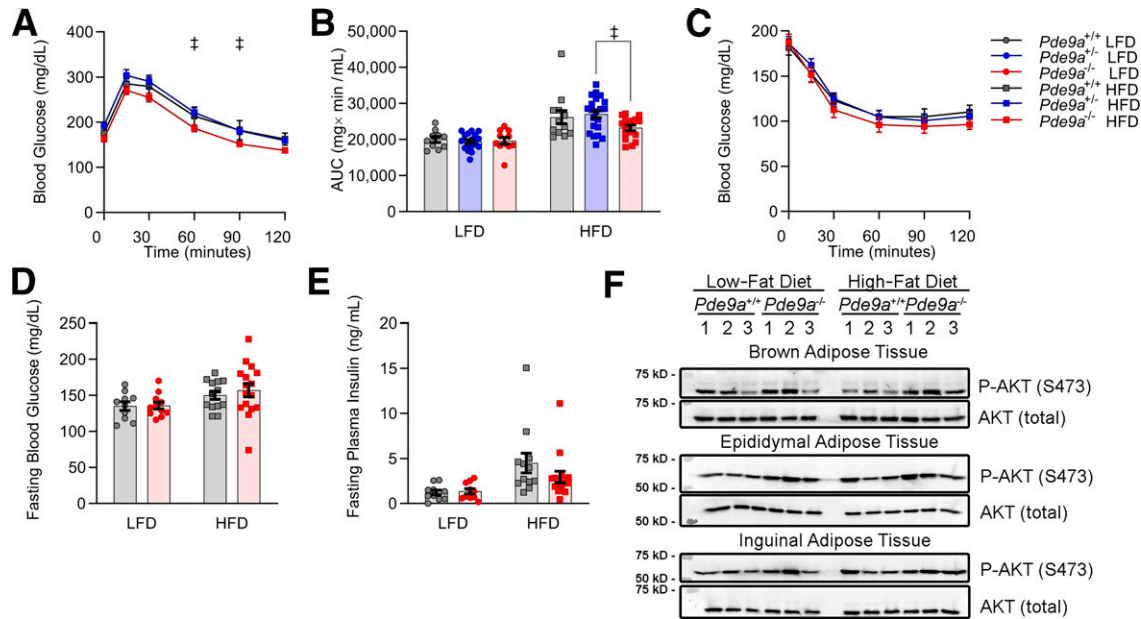 A
Blood Glucose (mg/dL)
400
300
200
100
0
‡ ‡
0 30 60 90 120
Time (minutes)
B
AUC (mg× min /mL)
50,000
40,000
30,000
20,000
10,000
0
‡
LFD HFD
C
Blood Glucose (mg/dL)
200
150
100
50
0
0 30 60 90 120
Time (minutes)
Pde9a+/+ LFD
Pde9a+/- LFD
Pde9a-/- LFD
Pde9a+/+ HFD
Pde9a+/- HFD
Pde9a-/- HFD
D
Fasting Blood Glucose (mg/dL)
250
200
150
100
50
0
LFD HFD
E
Fasting Plasma Insulin (ng/mL)
20
15
10
5
0
LFD HFD
F
Low-Fat Diet High-Fat Diet
Pde9a+/+ Pde9a-/- Pde9a+/+ Pde9a-/-
1 2 3 1 2 3 1 2 3 1 2 3
Brown Adipose Tissue
75 kD -
P-AKT (S473)
75 kD -
AKT (total)
Epididymal Adipose Tissue
75 kD -
P-AKT (S473)
50 kD -
AKT (total)
50 kD -
Inguinal Adipose Tissue
75 kD -
P-AKT (S473)
50 kD -
75 kD -
AKT (total)
50 kD -